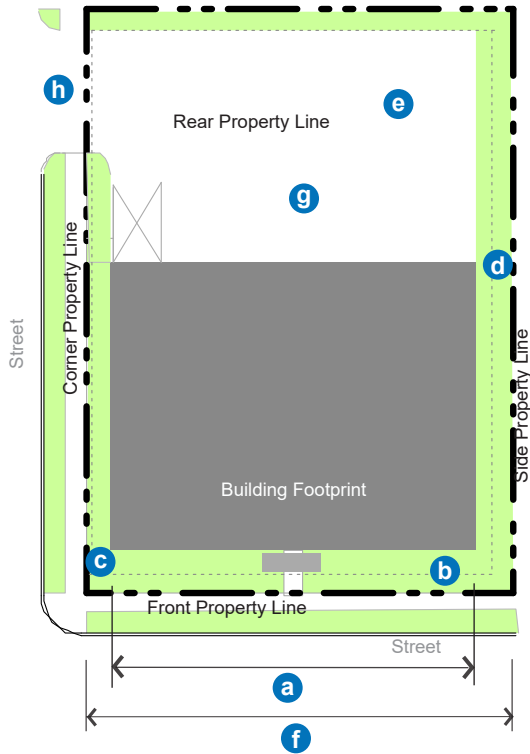 h
e
Rear Property Line
g
Corner Property Line
d
Street
Side Property Line
Building Footprint
c
b
Front Property Line
Street
a
f